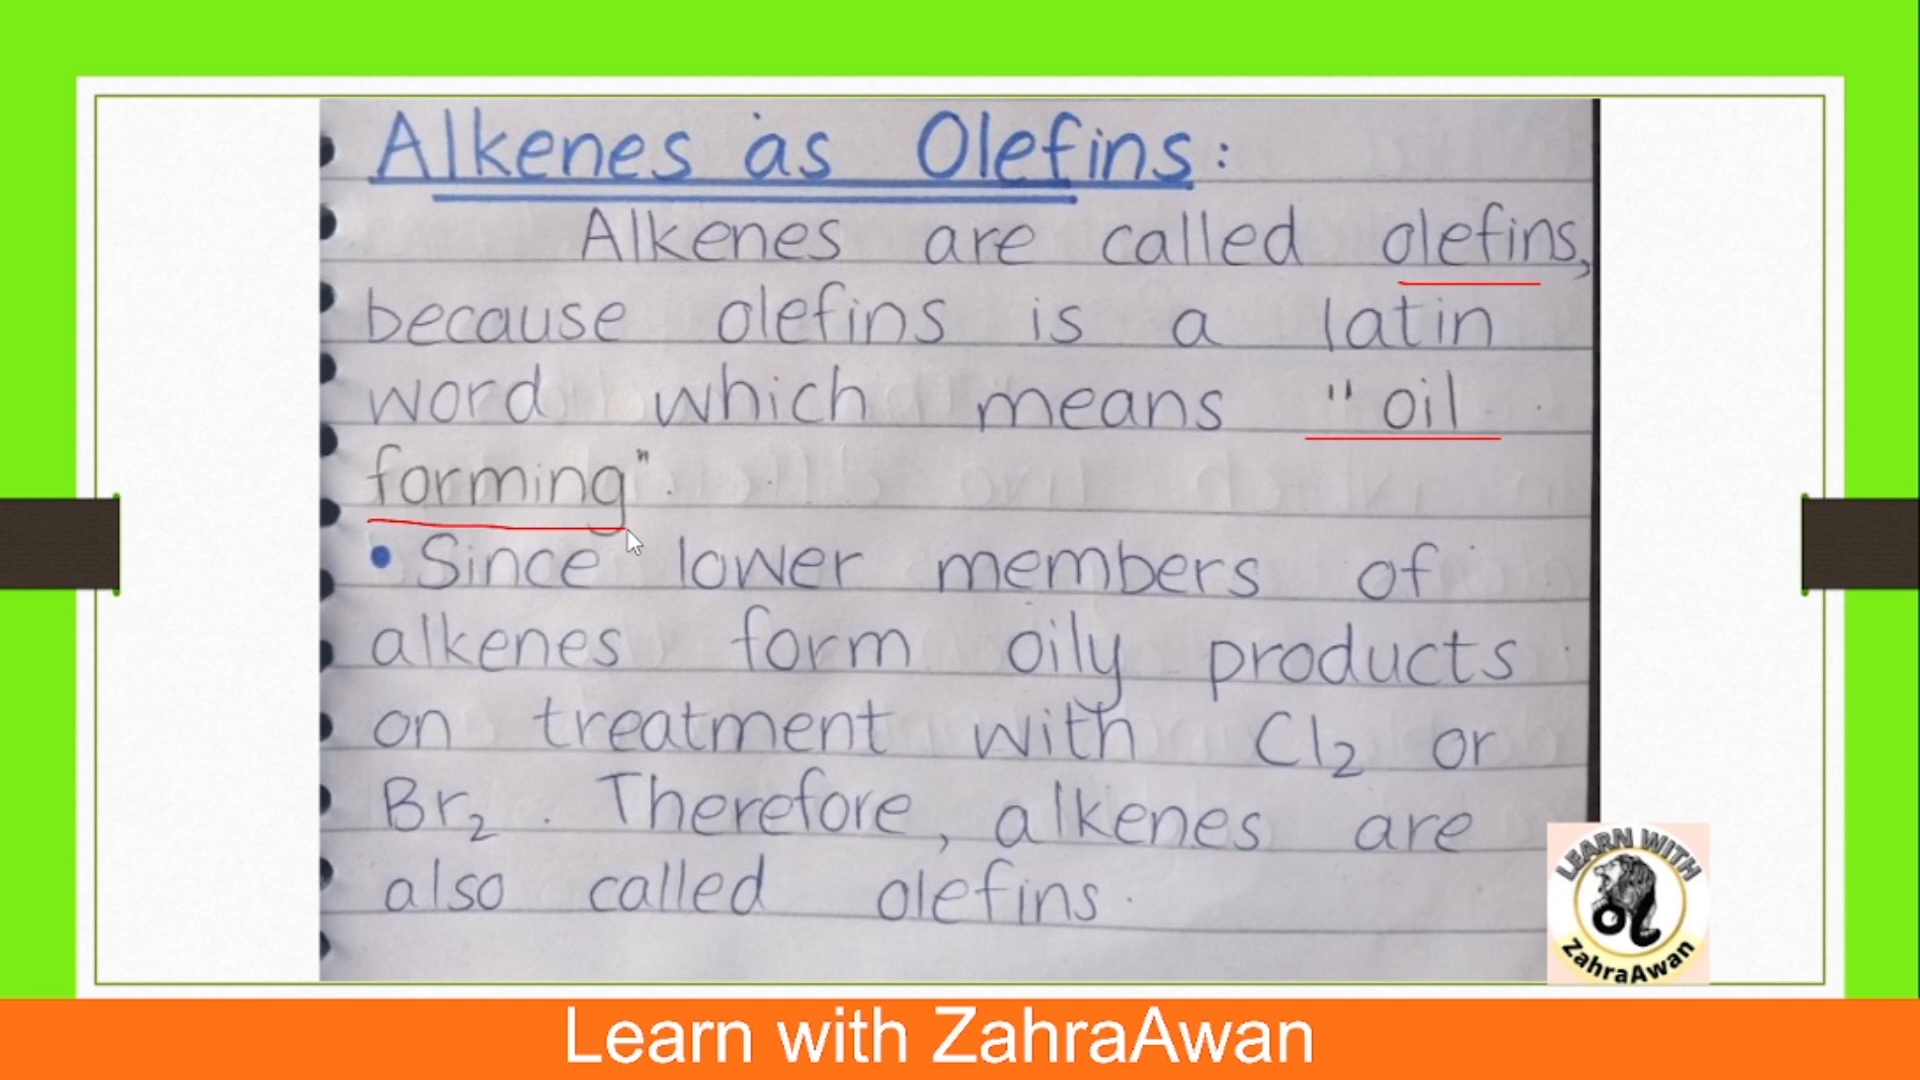 Alkenes as Olefins:
Alkenes are called olefins,
because olefins is a latin
word which means "oil
forming".
• Since lower members of
alkenes form oily products
on treatment with Cl₂ or
Br₂. Therefore, alkenes are
also called olefins.
LEARN WITH
ZahraAwan
Learn with ZahraAwan